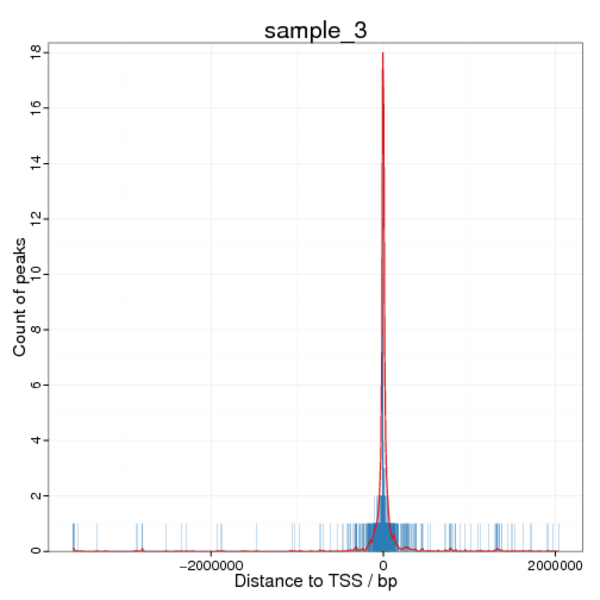 sample_3
18
16
14
12
10
8
6
4
2
0
Count of peaks
−2000000 0 2000000
Distance to TSS / bp